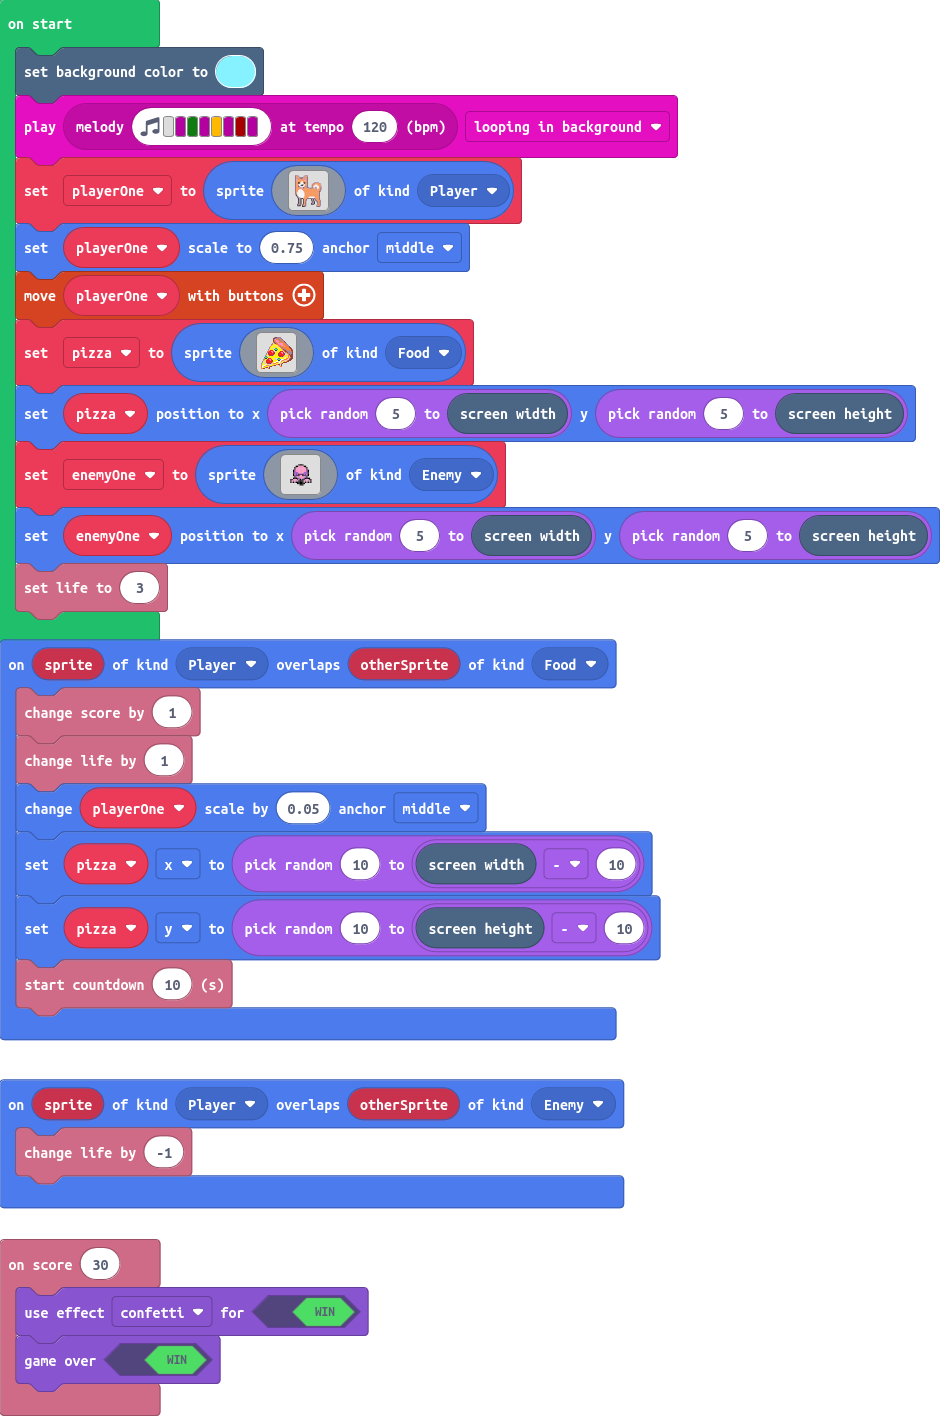 on start
set background color to
play melody at tempo 120 (bpm) looping in background
set playerOne to sprite of kind Player
set playerOne scale to 0.75 anchor middle
move playerOne with buttons
set pizza to sprite of kind Food
set pizza position to x pick random 5 to screen width y pick random 5 to screen height
set enemyOne to sprite of kind Enemy
set enemyOne position to x pick random 5 to screen width y pick random 5 to screen height
set life to 3
on sprite of kind Player overlaps otherSprite of kind Food
change score by 1
change life by 1
change playerOne scale by 0.05 anchor middle
set pizza x to pick random 10 to screen width - 10
set pizza y to pick random 10 to screen height - 10
start countdown 10 (s)
on sprite of kind Player overlaps otherSprite of kind Enemy
change life by -1
on score 30
use effect confetti for WIN
game over WIN